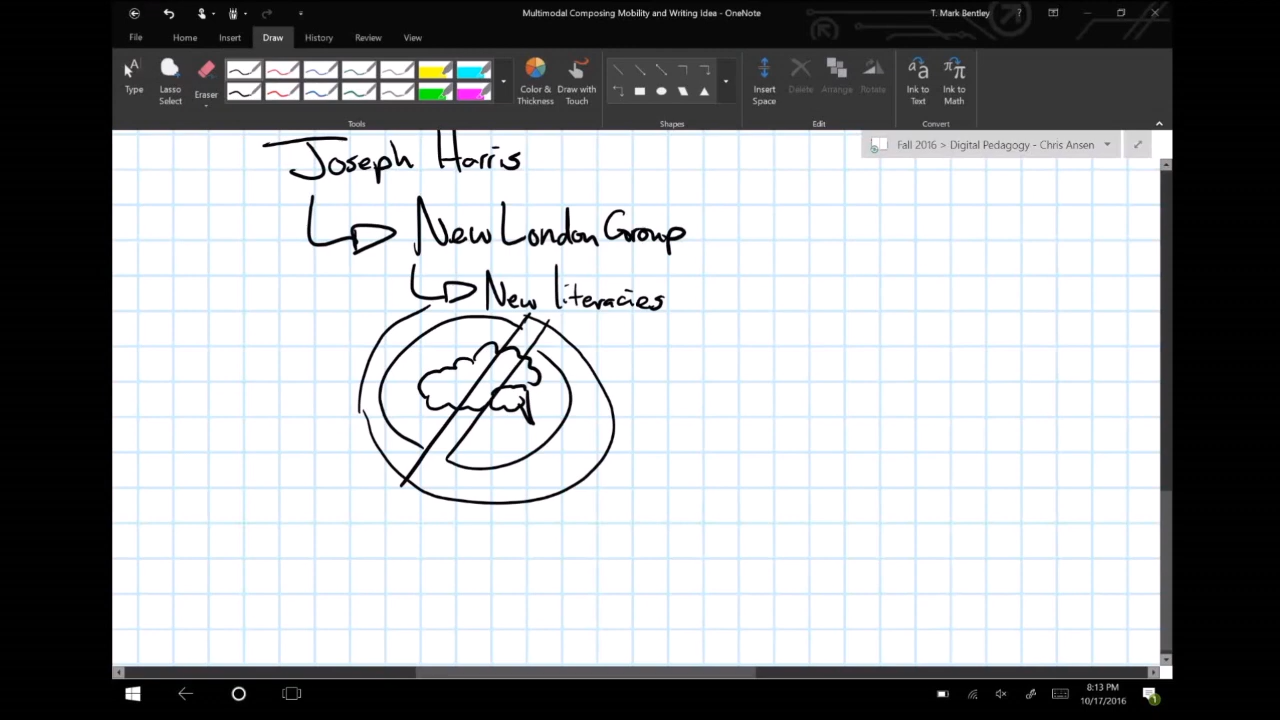 Multimodal Composing Mobility and Writing Idea - OneNote
T. Mark Bentley
?
File Home Insert Draw History Review View
Type
Lasso Select
Eraser
Color & Thickness
Draw with Touch
Insert Space
Delete
Arrange
Rotate
Ink to Text
Ink to Math
Tools
Shapes
Edit
Convert
Fall 2016 > Digital Pedagogy - Chris Ansen
Joseph Harris
New London Group
New literacies
8:13 PM
10/17/2016
1